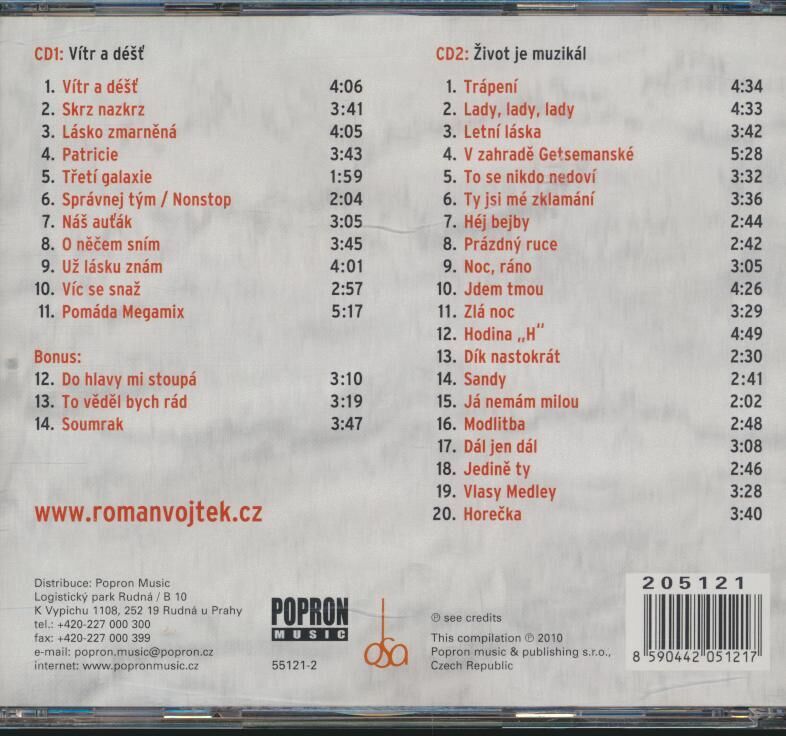 CD1: Vítr a déšť
1. Vítr a déšť 4:06
2. Skrz nazkrz 3:41
3. Lásko zmarněná 4:05
4. Patricie 3:43
5. Třetí galaxie 1:59
6. Správnej tým / Nonstop 2:04
7. Náš auťák 3:05
8. O něčem sním 3:45
9. Už lásku znám 4:01
10. Víc se snaž 2:57
11. Pomáda Megamix 5:17
Bonus:
12. Do hlavy mi stoupá 3:10
13. To věděl bych rád 3:19
14. Soumrak 3:47
www.romanvojtek.cz
CD2: Život je muzikál
1. Trápení 4:34
2. Lady, lady, lady 4:33
3. Letní láska 3:42
4. V zahradě Getsemanské 5:28
5. To se nikdo nedoví 3:32
6. Ty jsi mé zklamání 3:36
7. Héj bejby 2:44
8. Prázdný ruce 2:42
9. Noc, ráno 3:05
10. Jdem tmou 4:26
11. Zlá noc 3:29
12. Hodina „H“ 4:49
13. Dík nastokrát 2:30
14. Sandy 2:41
15. Já nemám milou 2:02
16. Modlitba 2:48
17. Dál jen dál 3:08
18. Jedině ty 2:46
19. Vlasy Medley 3:28
20. Horečka 3:40
Distribuce: Popron Music
Logistický park Rudná / B 10
K Vypichu 1108, 252 19 Rudná u Prahy
tel.: +420-227 000 300
fax: +420-227 000 399
e-mail: popron.music@popron.cz
internet: www.popronmusic.cz
POPRON
MUSIC
55121-2
osa
℗ see credits
This compilation ℗ 2010
Popron music & publishing s.r.o.,
Czech Republic
205121
8 590442 051217